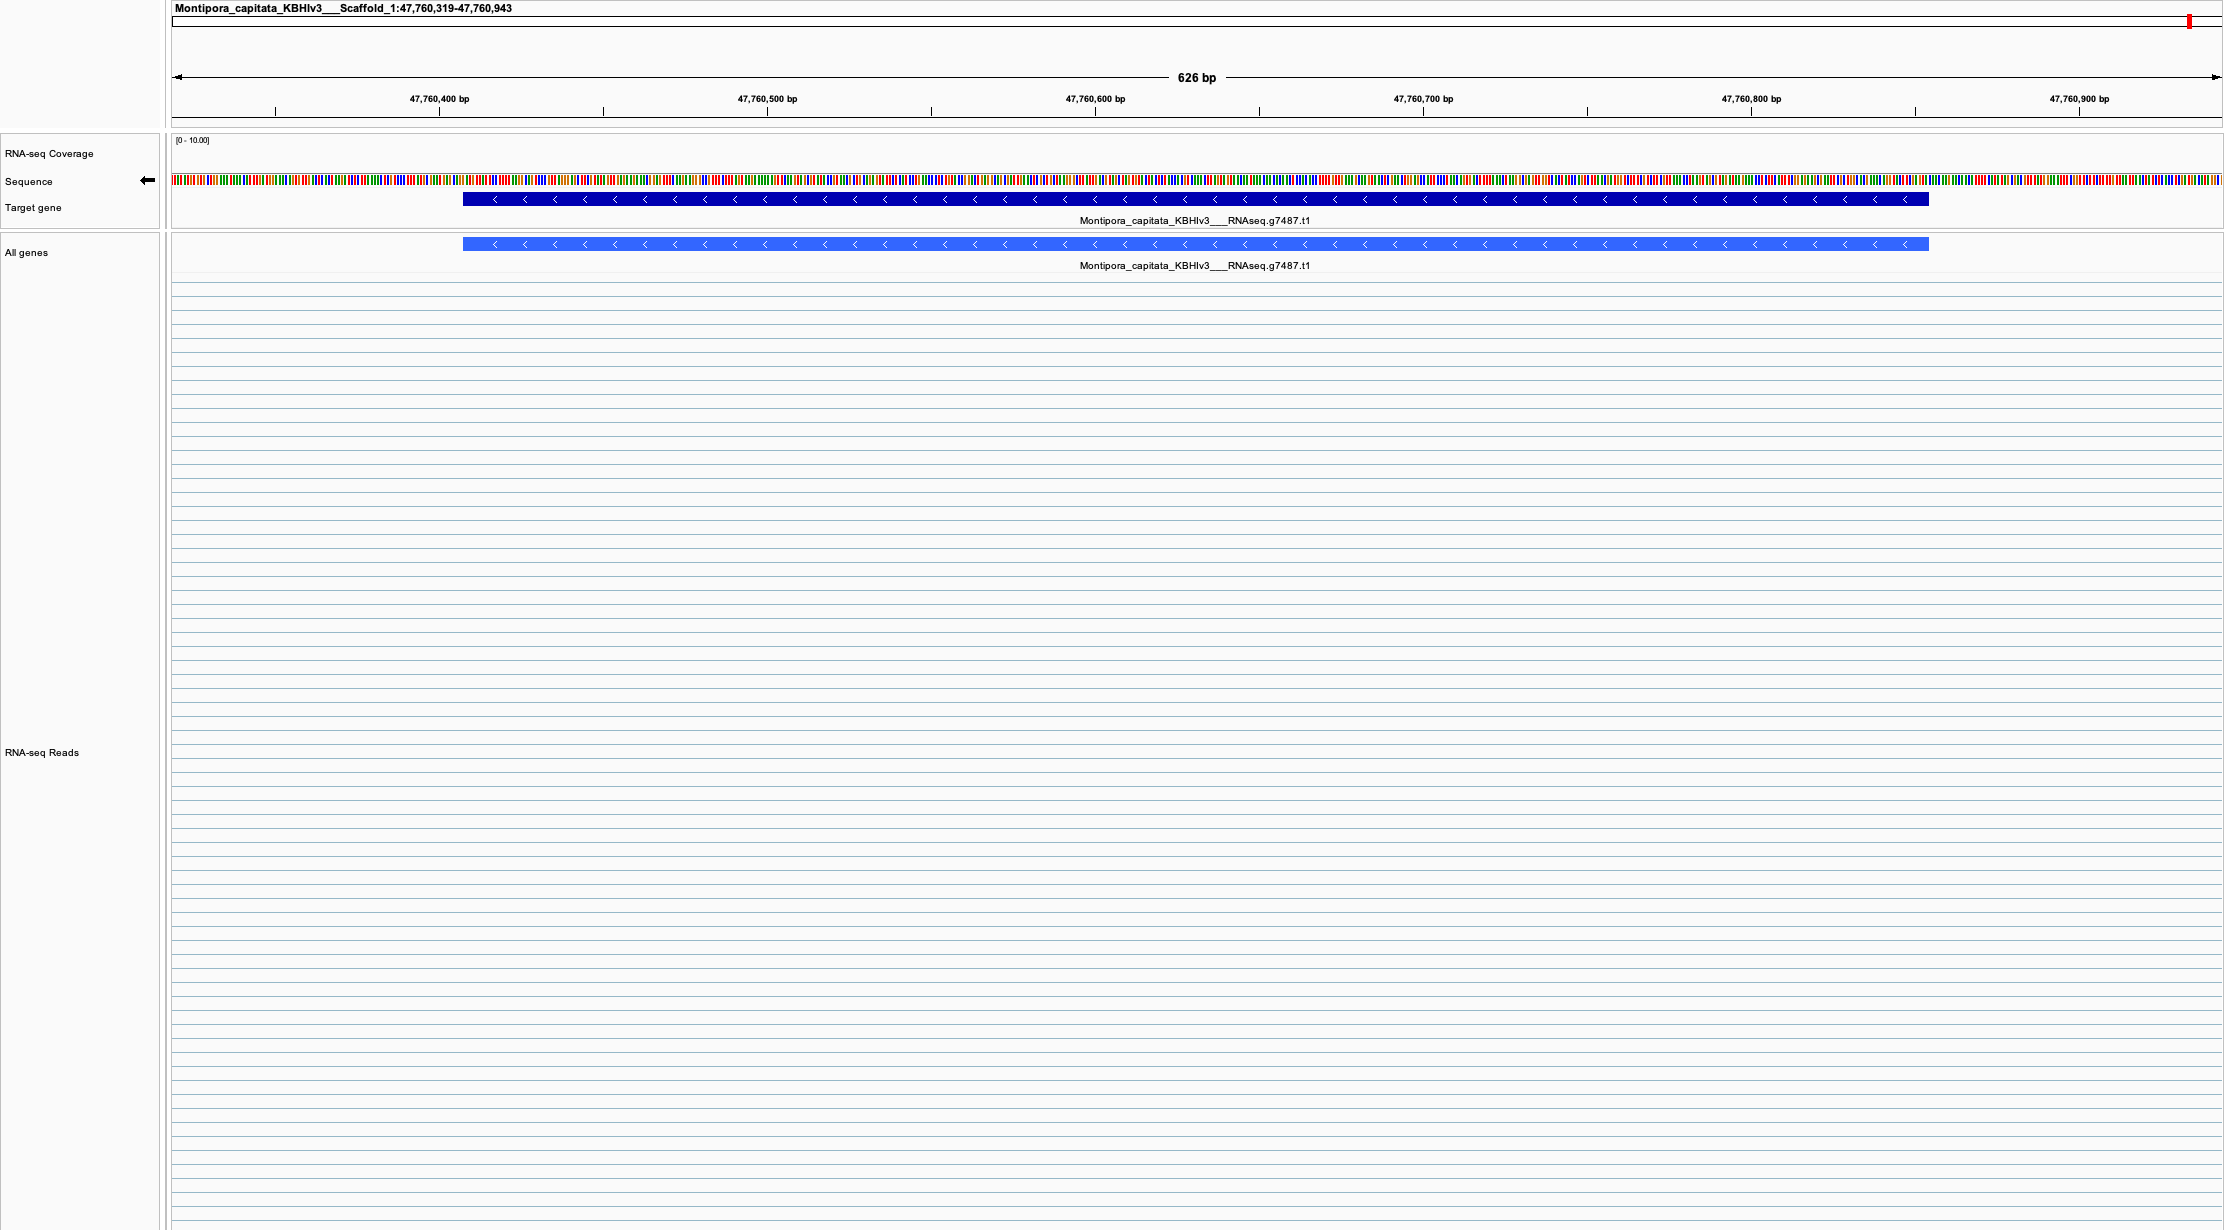 Montipora_capitata_KBHIv3___Scaffold_1:47,760,319-47,760,943
626 bp
47,760,400 bp 47,760,500 bp 47,760,600 bp 47,760,700 bp 47,760,800 bp 47,760,900 bp
[0 - 10.00]
RNA-seq Coverage
Sequence
Target gene
Montipora_capitata_KBHIv3___RNAseq.g7487.t1
All genes
Montipora_capitata_KBHIv3___RNAseq.g7487.t1
RNA-seq Reads